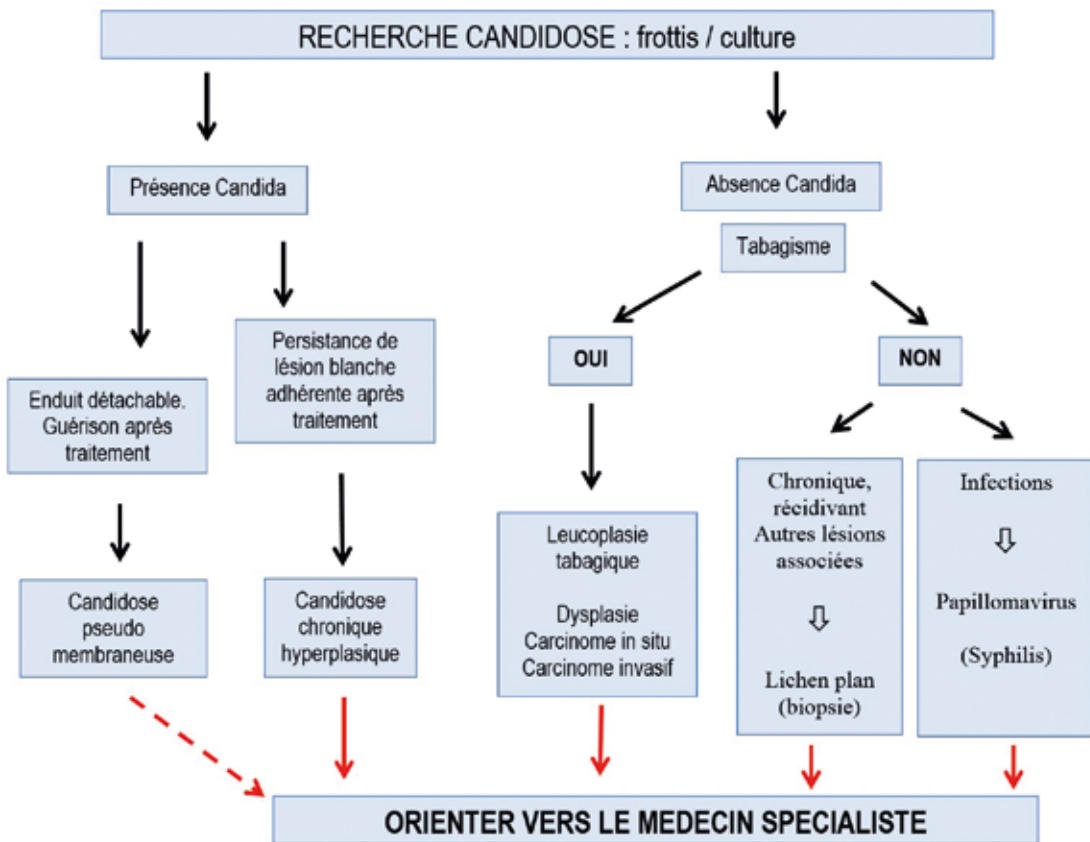 RECHERCHE CANDIDOSE : frottis / culture
Présence Candida
Absence Candida
Tabagisme
OUI
NON
Enduit détachable.
Guérison après
traitement
Persistance de
lésion blanche
adhérente après
traitement
Candidose
pseudo
membraneuse
Candidose
chronique
hyperplasique
Leucoplasie
tabagique
Dysplasie
Carcinome in situ
Carcinome invasif
Chronique,
récidivant
Autres lésions
associées
Lichen plan
(biopsie)
Infections
Papillomavirus
(Syphilis)
ORIENTER VERS LE MEDECIN SPECIALISTE